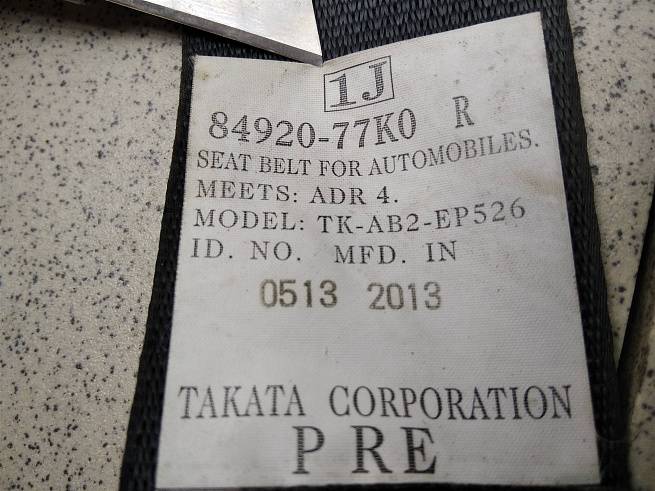 1J
84920-77K0 R
SEAT BELT FOR AUTOMOBILES.
MEETS: ADR 4.
MODEL: TK-AB2-EP526
ID. NO. MFD. IN
0513 2013
TAKATA CORPORATION
PRE